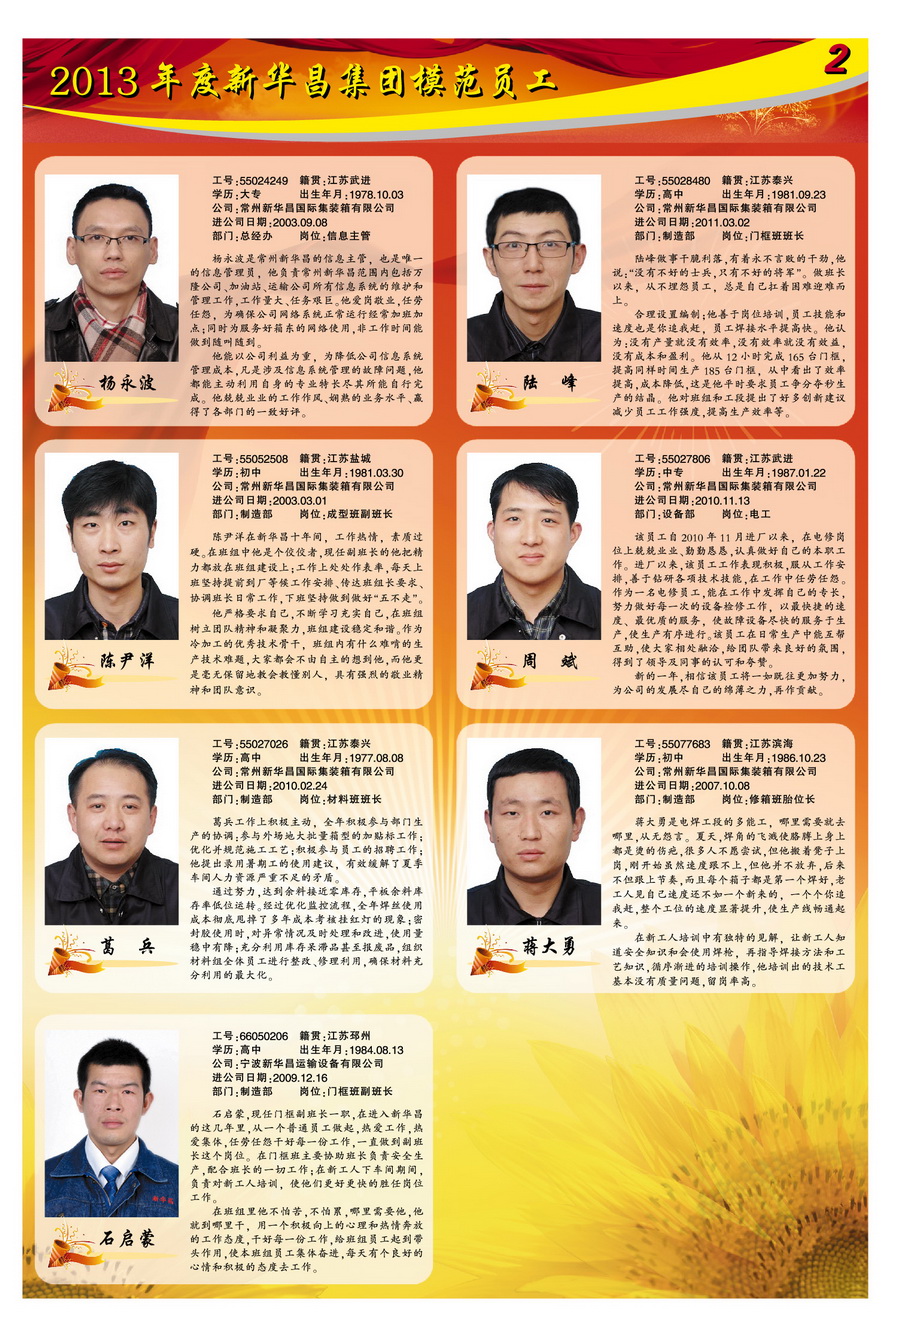 2013年度新华昌集团模范员工
2
工号:55024249 籍贯:江苏武进
学历:大专 出生年月:1978.10.03
公司:常州新华昌国际集装箱有限公司
进公司日期:2003.09.08
部门:总经办 岗位:信息主管
杨永波是常州新华昌的信息主管，也是唯一
的信息管理员，他负责常州新华昌范围内包括万
隆公司、加油站、运输公司所有信息系统的维护和
管理工作,工作量大、任务艰巨。他爱岗敬业,任劳
任怨，为确保公司网络系统正常运行经常加班加
点;同时为服务好箱东的网络使用,非工作时间能
做到随叫随到。
他能以公司利益为重，为降低公司信息系统
管理成本,凡是涉及信息系统管理的故障问题,他
都能主动利用自身的专业特长尽其所能自行完
成。他兢兢业业的工作作风、娴熟的业务水平、赢
得了各部门的一致好评。
杨永波
工号:55028480 籍贯:江苏泰兴
学历:高中 出生年月:1981.09.23
公司:常州新华昌国际集装箱有限公司
进公司日期:2011.03.02
部门:制造部 岗位:门框班班长
陆峰做事干脆利落,有着永不言败的干劲,他
说:“没有不好的士兵,只有不好的将军”。做班长
以来，从不埋怨员工，总是自己扛着困难迎难而
上。
合理设置编制;他善于岗位培训,员工技能和
速度也是你追我赶，员工焊接水平提高快。他认
为:没有产量就没有效率,没有效率就没有效益,
没有成本和盈利。他从12小时完成165台门框,
提高同样时间生产185台门框，从中看出了效率
提高,成本降低,这是他平时要求员工争分夺秒生
产的结晶。他对班组和工段提出了好多创新建议
减少员工工作强度,提高生产效率等。
陆 峰
工号:55052508 籍贯:江苏盐城
学历:初中 出生年月:1981.03.30
公司:常州新华昌国际集装箱有限公司
进公司日期:2003.03.01
部门:制造部 岗位:成型班副班长
陈尹洋在新华昌十年间，工作热情，素质过
硬。在班组中他是个佼佼者,现任副班长的他把精
力都放在班组建设上;工作上处处作表率,每天上
班坚持提前到厂等候工作安排、传达班组长要求、
协调班长日常工作,下班坚持做到做好“五不走”。
他严格要求自己,不断学习充实自己,在班组
树立团队精神和凝聚力,班组建设稳定和谐。作为
冷加工的优秀技术骨干，班组内有什么难啃的生
产技术难题,大家都会不由自主的想到他,而他更
是毫无保留地教会教懂别人，具有强烈的敬业精
神和团队意识。
陈尹洋
工号:55027806 籍贯:江苏武进
学历:中专 出生年月:1987.01.22
公司:常州新华昌国际集装箱有限公司
进公司日期:2010.11.13
部门:设备部 岗位:电工
该员工自2010年11月进厂以来，在电修岗
位上兢兢业业、勤勤恳恳,认真做好自己的本职工
作。进厂以来,该员工工作表现积极,服从工作安
排,善于钻研各项技术技能,在工作中任劳任怨。
作为一名电修员工,能在工作中发挥自己的专长,
努力做好每一次的设备检修工作，以最快捷的速
度、最优质的服务，使故障设备尽快的服务于生
产,使生产有序进行。该员工在日常生产中能互帮
互助,使大家相处融洽,给团队带来良好的氛围,
得到了领导及同事的认可和夸赞。
新的一年,相信该员工将一如既往更加努力,
为公司的发展尽自己的绵薄之力,再作贡献。
周 斌
工号:55027026 籍贯:江苏泰兴
学历:高中 出生年月:1977.08.08
公司:常州新华昌国际集装箱有限公司
进公司日期:2010.02.24
部门:制造部 岗位:材料班班长
葛兵工作上积极主动，全年积极参与部门生
产的协调;参与外场地大批量箱型的加贴标工作;
优化并规范施工工艺;积极参与员工的招聘工作;
他提出录用暑期工的使用建议，有效缓解了夏季
车间人力资源严重不足的矛盾。
通过努力,达到余料接近零库存,平板余料库
存率低位运转。经过优化监控流程,全年焊丝使用
成本彻底甩掉了多年成本考核挂红灯的现象;密
封胶使用时,对异常情况及时处理和改进,使用量
稳中有降;充分利用库存呆滞品甚至报废品,组织
材料组全体员工进行整改、修理利用,确保材料充
分利用的最大化。
葛 兵
工号:55077683 籍贯:江苏滨海
学历:初中 出生年月:1986.10.23
公司:常州新华昌国际集装箱有限公司
进公司日期:2007.10.08
部门:制造部 岗位:修箱班胎位长
蒋大勇是电焊工段的多能工，哪里需要就去
哪里,从无怨言。夏天,焊角的飞溅使胳膊上身上
都是烫的伤疤,很多人不愿尝试,但他搬着凳子上
岗,刚开始虽然速度跟不上,但他并不放弃,后来
不但跟上节奏,而且每个箱子都是第一个焊好,老
工人见自己速度还不如一个新来的，一个个你追
我赶,整个工位的速度显著提升,使生产线畅通起
来。
在新工人培训中有独特的见解，让新工人知
道安全知识和会使用焊枪，再指导焊接方法和工
艺知识,循序渐进的培训操作,他培训出的技术工
基本没有质量问题,留岗率高。
蒋大勇
工号:66050206 籍贯:江苏邳州
学历:高中 出生年月:1984.08.13
公司:宁波新华昌运输设备有限公司
进公司日期:2009.12.16
部门:制造部 岗位:门框班副班长
石启蒙,现任门框副班长一职,在进入新华昌
的这几年里,从一个普通员工做起,热爱工作,热
爱集体,任劳任怨干好每一份工作,一直做到副班
长这个岗位。在门框班主要协助班长负责安全生
产,配合班长的一切工作;在新工人下车间期间,
负责对新工人培训，使他们更好更快的胜任岗位
工作。
在班组里他不怕苦,不怕累,哪里需要他,他
就到哪里干，用一个积极向上的心理和热情奔放
的工作态度,干好每一份工作,给班组员工起到带
头作用,使本班组员工集体奋进,每天有个良好的
心情和积极的态度去工作。
石启蒙